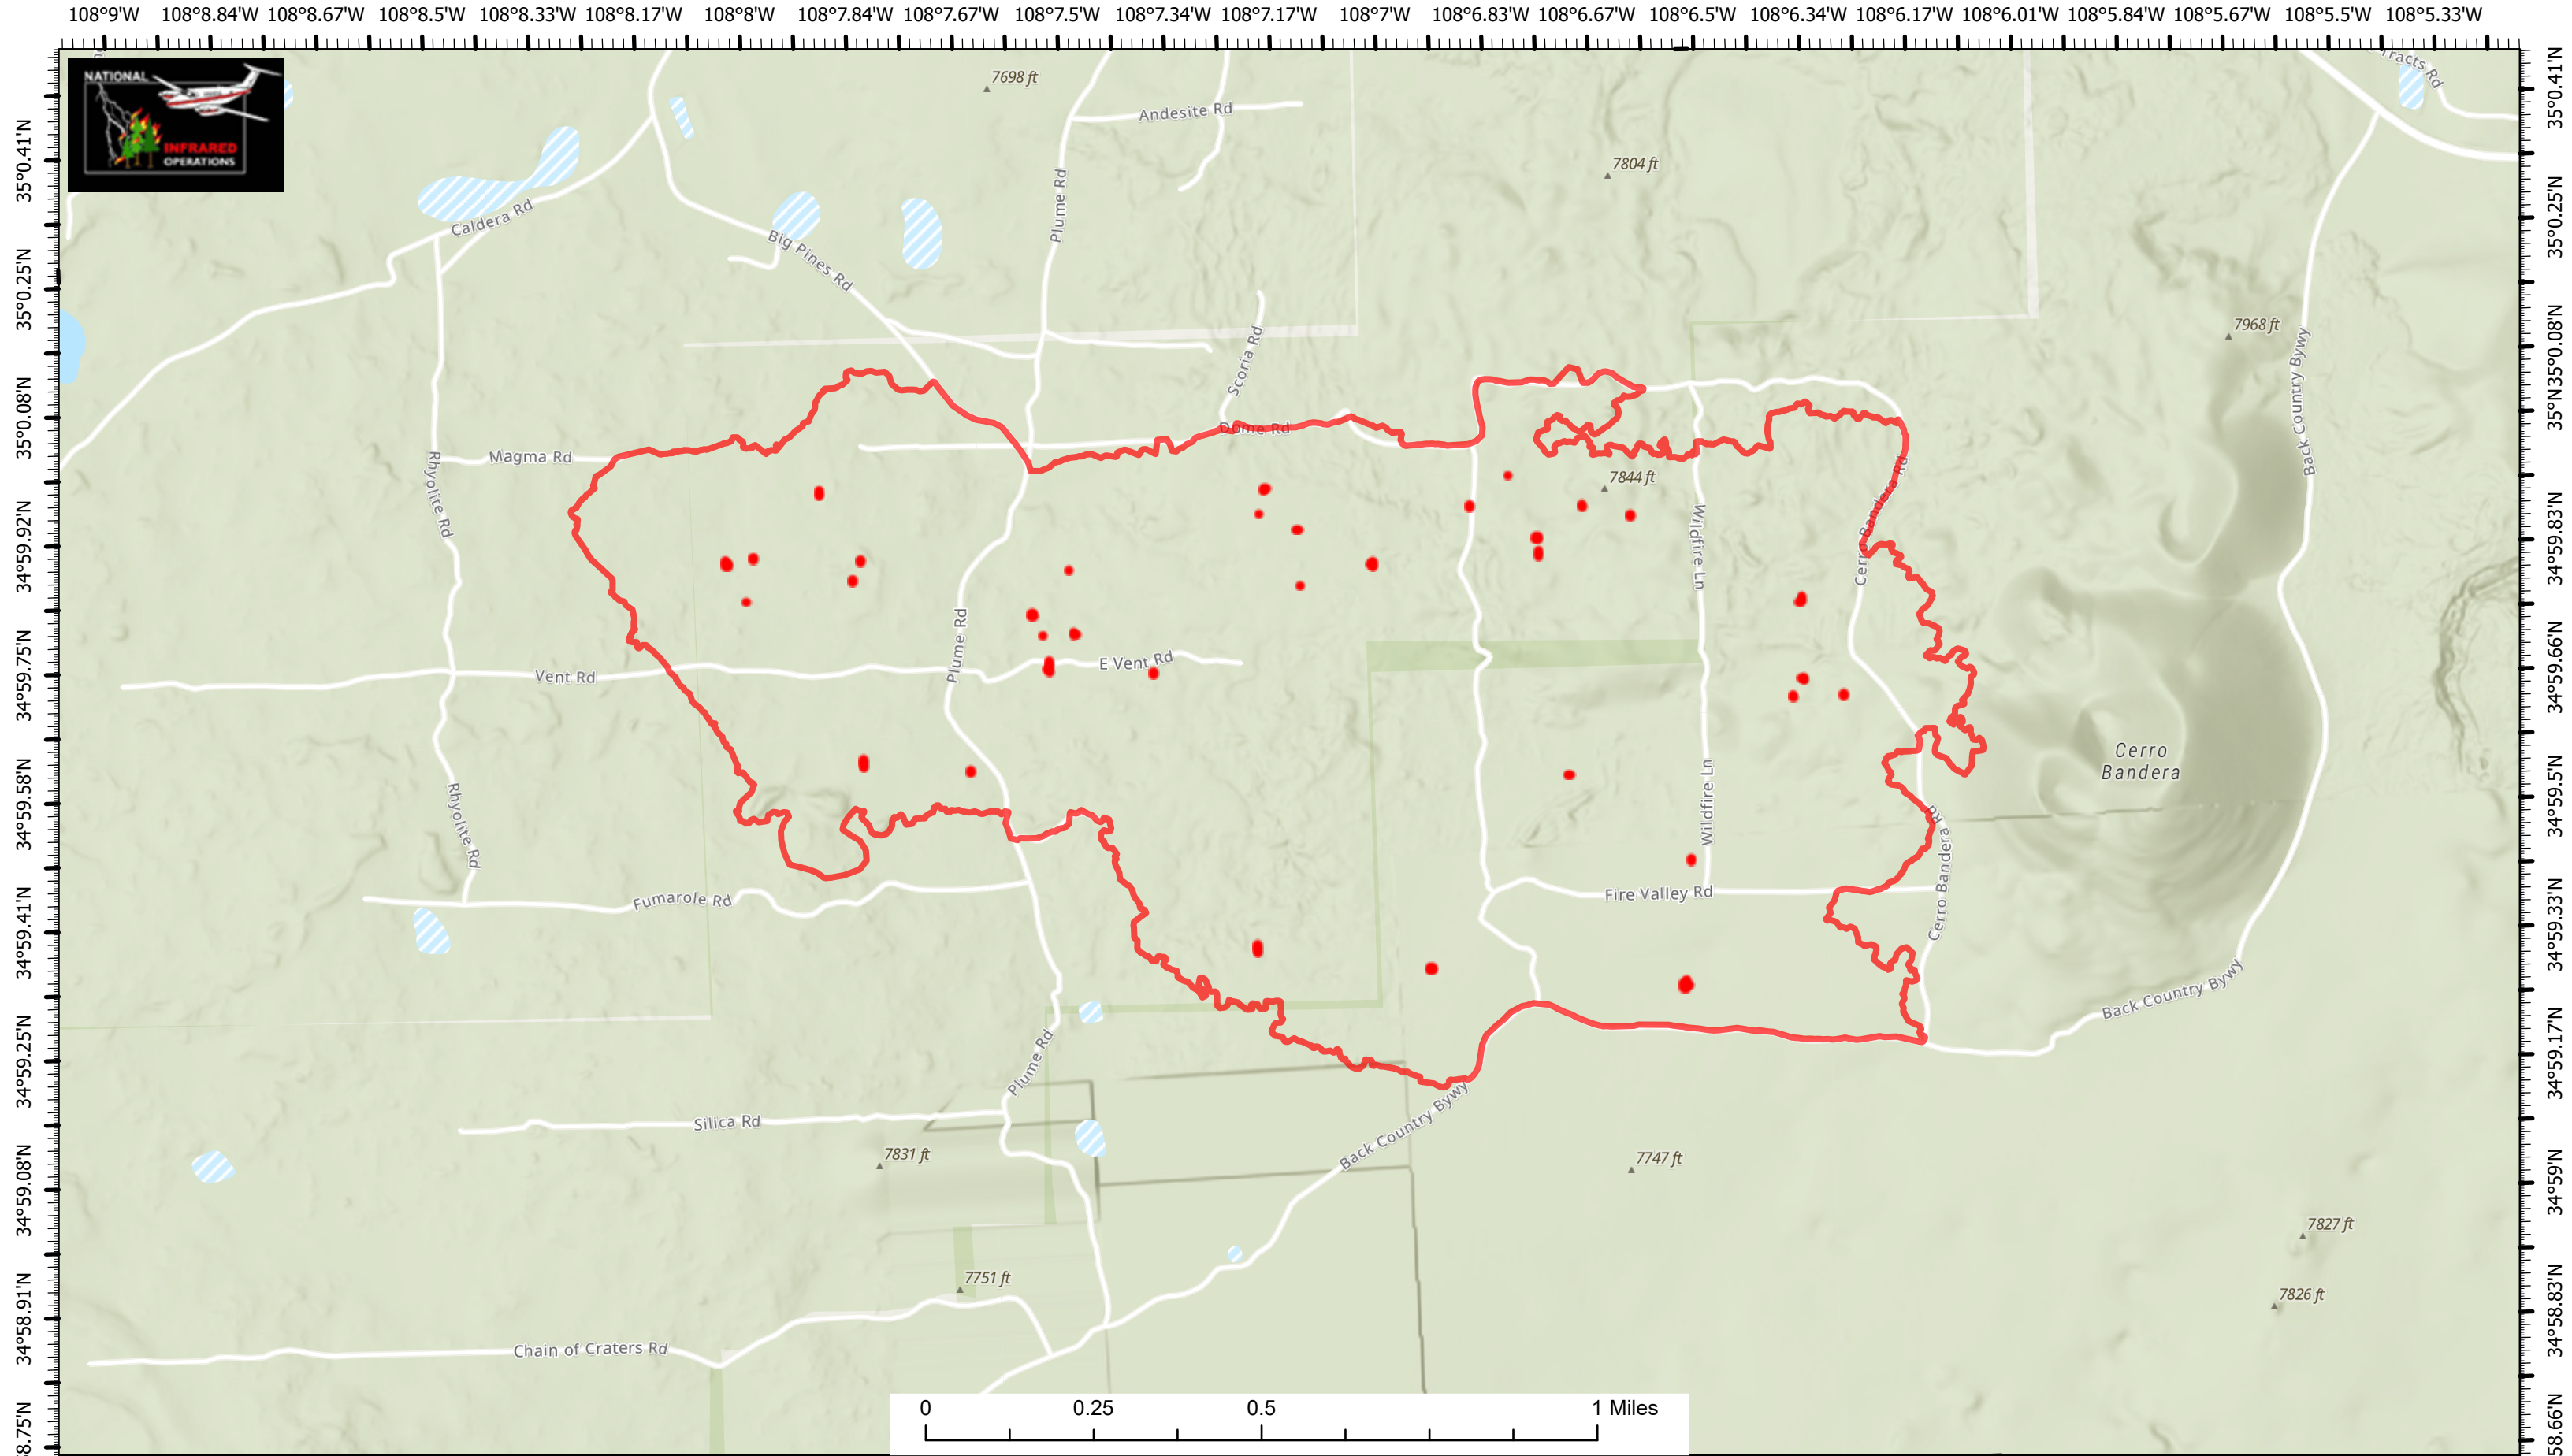 108°9'W 108°8.84'W 108°8.67'W 108°8.5'W 108°8.33'W 108°8.17'W 108°8'W 108°7.84'W 108°7.67'W 108°7.5'W 108°7.34'W 108°7.17'W 108°7'W 108°6.83'W 108°6.67'W 108°6.5'W 108°6.34'W 108°6.17'W 108°6.01'W 108°5.84'W 108°5.67'W 108°5.5'W 108°5.33'W
NATIONAL
INFRARED
OPERATIONS
7698 ft
Andesite Rd
Tracts Rd
7804 ft
Plume Rd
Caldera Rd
Big Pines Rd
Scoria Rd
7968 ft
Back Country Bywy
Back Country Bywy
Dome Rd
Magma Rd
Rhyolite Rd
7844 ft
Cerro Bandera Rd
Wildfire Ln
Plume Rd
E Vent Rd
Vent Rd
Cerro
Bandera
Rhyolite Rd
Wildfire Ln
Cerro Bandera Rd
Fumarole Rd
Fire Valley Rd
Back Country Bywy
Plume Rd
Silica Rd
Back Country Bywy
7831 ft
7747 ft
7827 ft
7751 ft
7826 ft
Chain of Craters Rd
0 0.25 0.5 1 Miles
35°0.41'N
35°0.25'N
35°0.08'N
34°59.92'N
34°59.75'N
34°59.58'N
34°59.41'N
34°59.25'N
34°59.08'N
34°58.91'N
8.75'N
35°0.41'N
35°0.25'N
35°0.08'N
35°N
34°59.83'N
34°59.66'N
34°59.5'N
34°59.33'N
34°59.17'N
34°59'N
34°58.83'N
58.66'N